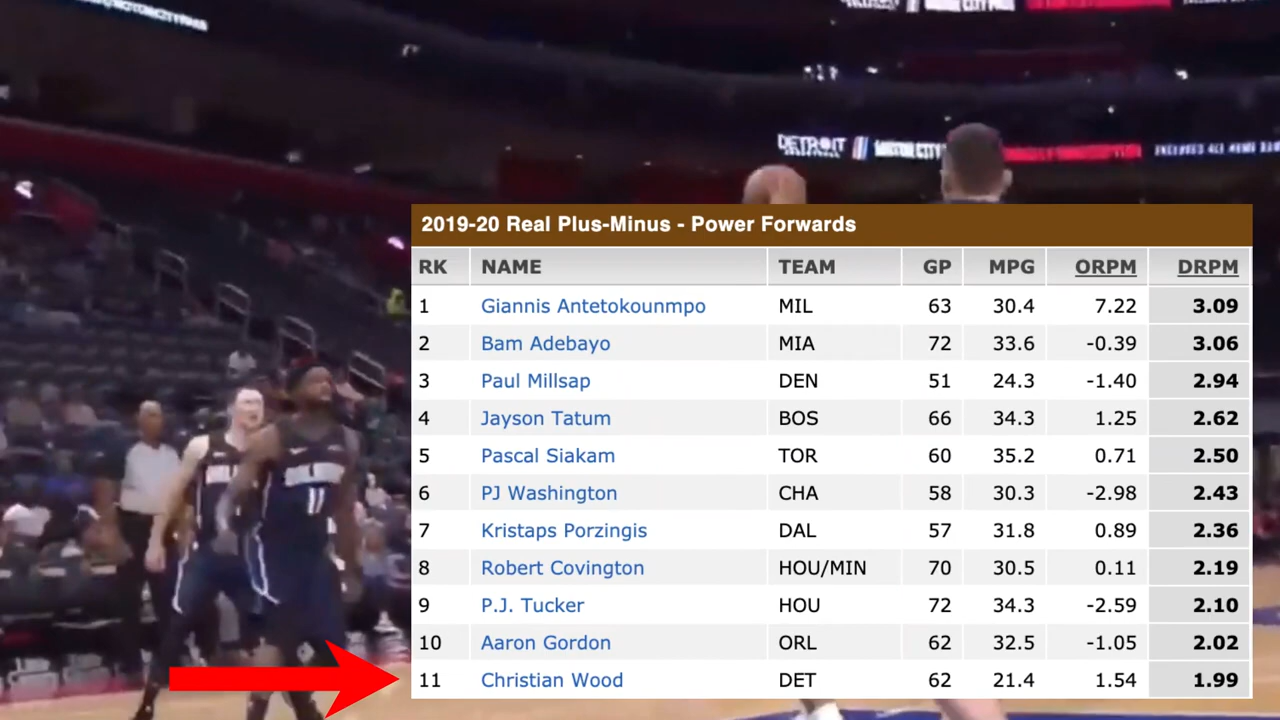 DETROIT
2019-20 Real Plus-Minus - Power Forwards
RK NAME TEAM GP MPG ORPM DRPM
1 Giannis Antetokounmpo MIL 63 30.4 7.22 3.09
2 Bam Adebayo MIA 72 33.6 -0.39 3.06
3 Paul Millsap DEN 51 24.3 -1.40 2.94
4 Jayson Tatum BOS 66 34.3 1.25 2.62
5 Pascal Siakam TOR 60 35.2 0.71 2.50
6 PJ Washington CHA 58 30.3 -2.98 2.43
7 Kristaps Porzingis DAL 57 31.8 0.89 2.36
8 Robert Covington HOU/MIN 70 30.5 0.11 2.19
9 P.J. Tucker HOU 72 34.3 -2.59 2.10
10 Aaron Gordon ORL 62 32.5 -1.05 2.02
11 Christian Wood DET 62 21.4 1.54 1.99